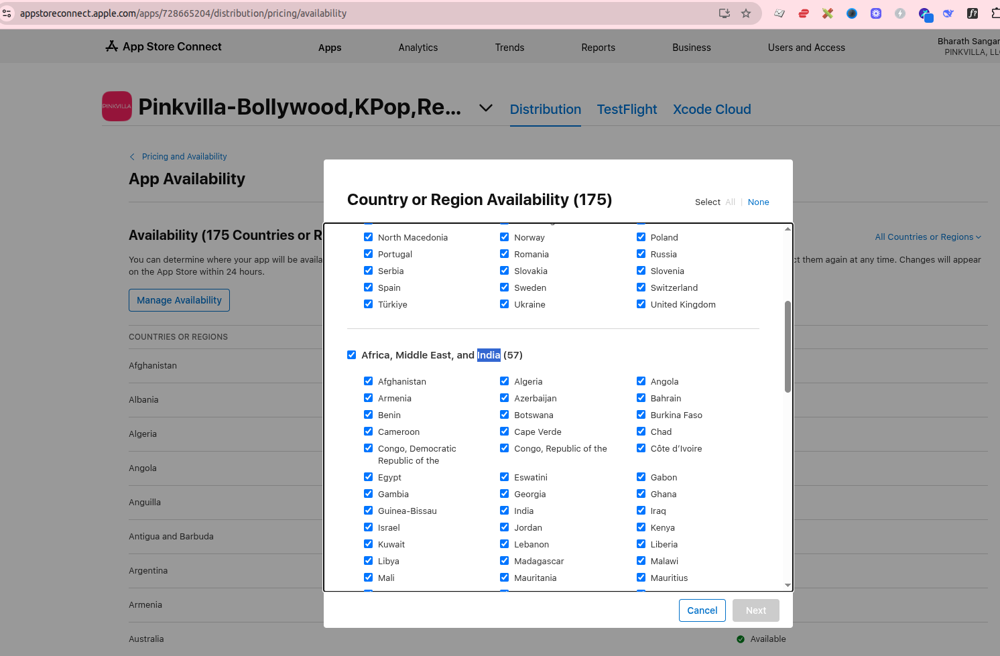 appstoreconnect.apple.com/apps/728665204/distribution/pricing/availability
App Store Connect
Apps
Analytics
Trends
Reports
Business
Users and Access
Bharath Sangar
PINKVILLA, LL
PINKVILLA
Pinkvilla-Bollywood,KPop,Re...
Distribution
TestFlight
Xcode Cloud
Pricing and Availability
App Availability
Availability (175 Countries or R
All Countries or Regions
You can determine where your app will be availa
ct them again at any time. Changes will appear
on the App Store within 24 hours.
Manage Availability
COUNTRIES OR REGIONS
Afghanistan
Albania
Algeria
Angola
Anguilla
Antigua and Barbuda
Argentina
Armenia
Australia
Available
Country or Region Availability (175)
Select All | None
North Macedonia
Norway
Poland
Portugal
Romania
Russia
Serbia
Slovakia
Slovenia
Spain
Sweden
Switzerland
Türkiye
Ukraine
United Kingdom
Africa, Middle East, and India (57)
Afghanistan
Algeria
Angola
Armenia
Azerbaijan
Bahrain
Benin
Botswana
Burkina Faso
Cameroon
Cape Verde
Chad
Congo, Democratic
Republic of the
Congo, Republic of the
Côte d’Ivoire
Egypt
Eswatini
Gabon
Gambia
Georgia
Ghana
Guinea-Bissau
India
Iraq
Israel
Jordan
Kenya
Kuwait
Lebanon
Liberia
Libya
Madagascar
Malawi
Mali
Mauritania
Mauritius
Cancel
Next